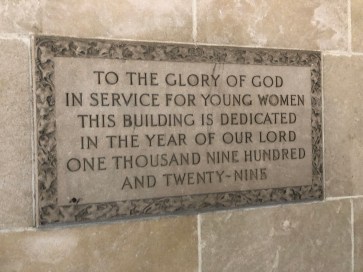 TO THE GLORY OF GOD
IN SERVICE FOR YOUNG WOMEN
THIS BUILDING IS DEDICATED
IN THE YEAR OF OUR LORD
ONE THOUSAND NINE HUNDRED
AND TWENTY-NINE